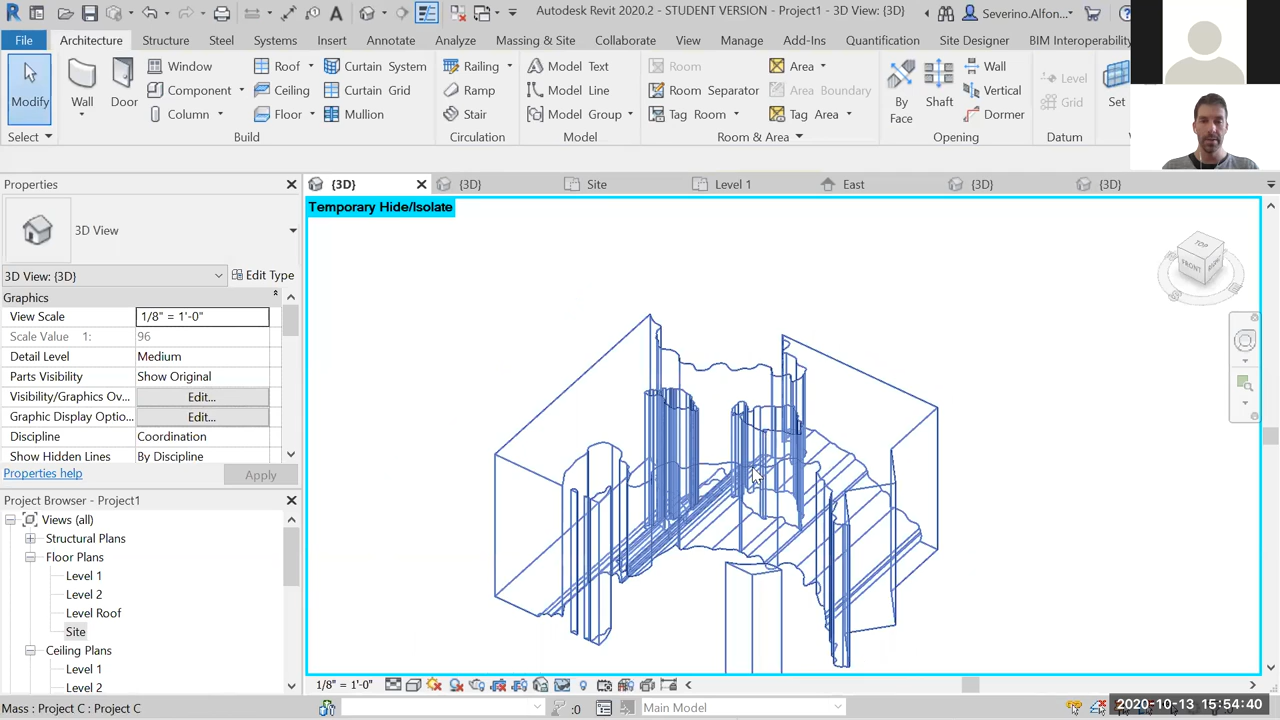 Autodesk Revit 2020.2 - STUDENT VERSION - Project1 - 3D View: {3D}
Severino.Alfon...
File Architecture Structure Steel Systems Insert Annotate Analyze Massing & Site Collaborate View Manage Add-Ins Quantification Site Designer BIM Interoperability
Modify
Wall
Door
Window
Component
Column
Roof
Ceiling
Floor
Curtain System
Curtain Grid
Mullion
Railing
Ramp
Stair
Model Text
Model Line
Model Group
Room
Room Separator
Tag Room
Area
Area Boundary
Tag Area
By Face
Shaft
Wall
Vertical
Dormer
Level
Grid
Set
Select
Build
Circulation
Model
Room & Area
Opening
Datum
Properties
{3D} {3D} Site Level 1 East {3D} {3D}
Temporary Hide/Isolate
3D View
3D View: {3D} Edit Type
Graphics
View Scale 1/8" = 1'-0"
Scale Value 1: 96
Detail Level Medium
Parts Visibility Show Original
Visibility/Graphics Ov... Edit...
Graphic Display Optio... Edit...
Discipline Coordination
Show Hidden Lines By Discipline
Properties help Apply
Project Browser - Project1
Views (all)
Structural Plans
Floor Plans
Level 1
Level 2
Level Roof
Site
Ceiling Plans
Level 1
Level 2
TOP
FRONT
1/8" = 1'-0"
Mass : Project C : Project C
:0
Main Model
2020-10-13 15:54:40